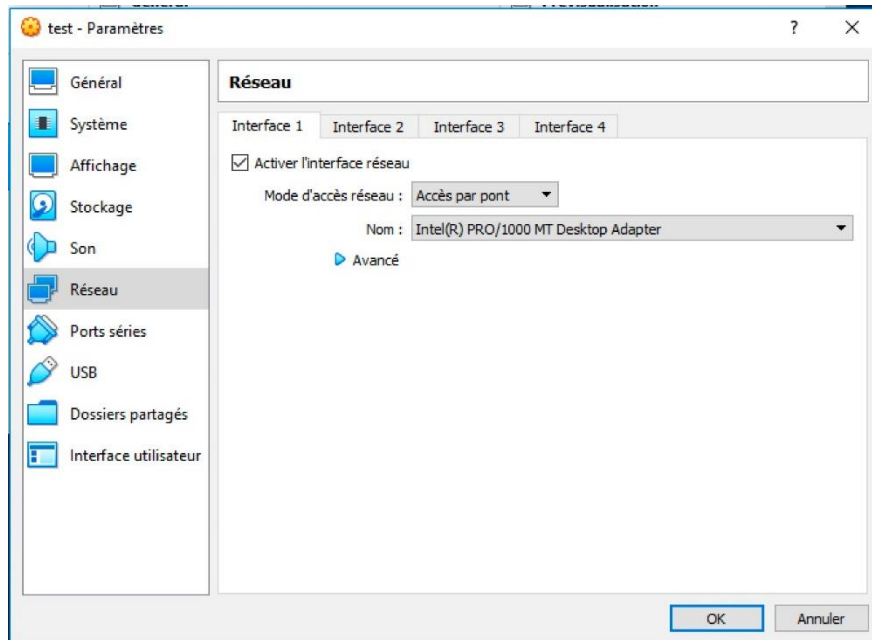 test - Paramètres
?
Général
Système
Affichage
Stockage
Son
Réseau
Ports séries
USB
Dossiers partagés
Interface utilisateur
Réseau
Interface 1 Interface 2 Interface 3 Interface 4
Activer l'interface réseau
Mode d'accès réseau : Accès par pont
Nom : Intel(R) PRO/1000 MT Desktop Adapter
Avancé
OK Annuler